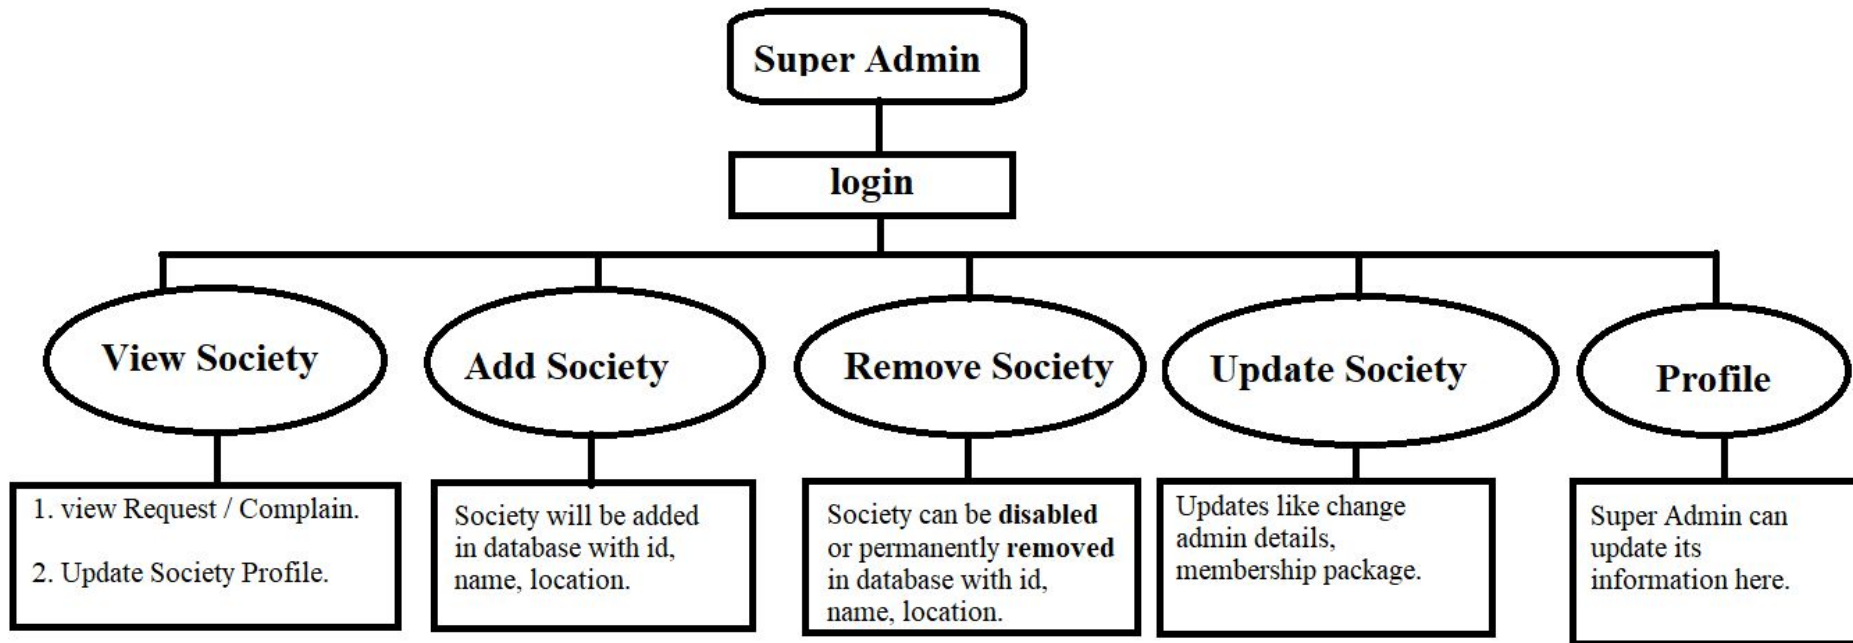 Super Admin
login
View Society
Add Society
Remove Society
Update Society
Profile
1. view Request / Complain.
2. Update Society Profile.
Society will be added
in database with id,
name, location.
Society can be disabled
or permanently removed
in database with id,
name, location.
Updates like change
admin details,
membership package.
Super Admin can
update its
information here.